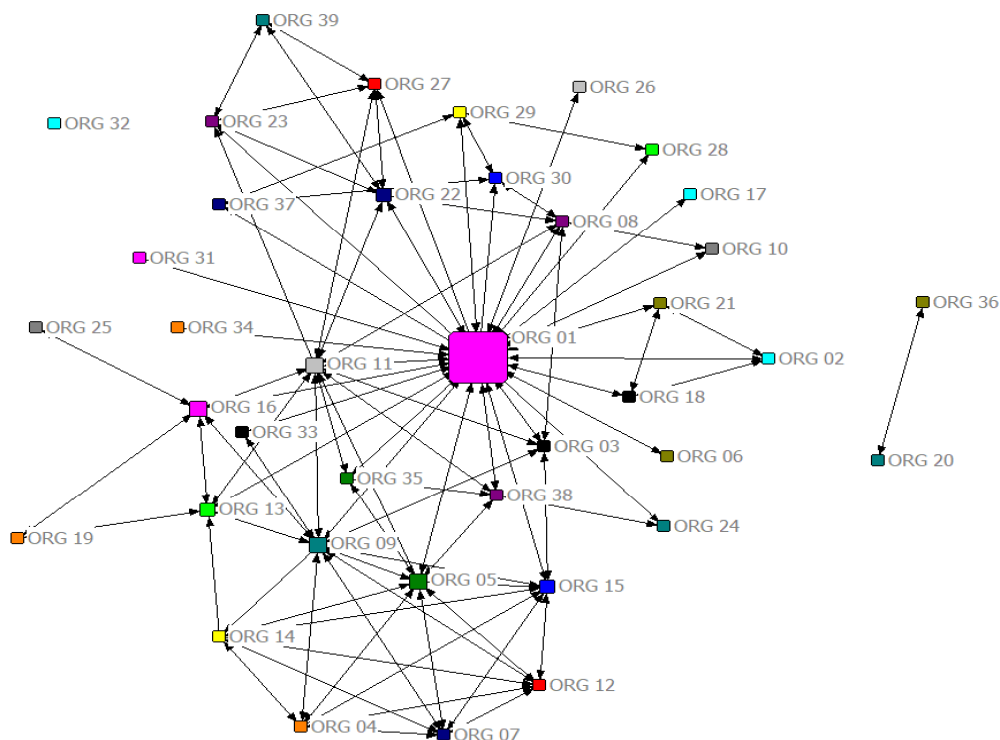 ORG 39
ORG 27
ORG 26
ORG 29
ORG 32
ORG 23
ORG 28
ORG 30
ORG 17
ORG 22
ORG 37
ORG 08
ORG 10
ORG 31
ORG 21
ORG 36
ORG 25
ORG 34
ORG 01
ORG 02
ORG 11
ORG 18
ORG 16
ORG 33
ORG 03
ORG 06
ORG 20
ORG 35
ORG 38
ORG 13
ORG 24
ORG 19
ORG 09
ORG 05
ORG 15
ORG 14
ORG 12
ORG 04
ORG 07